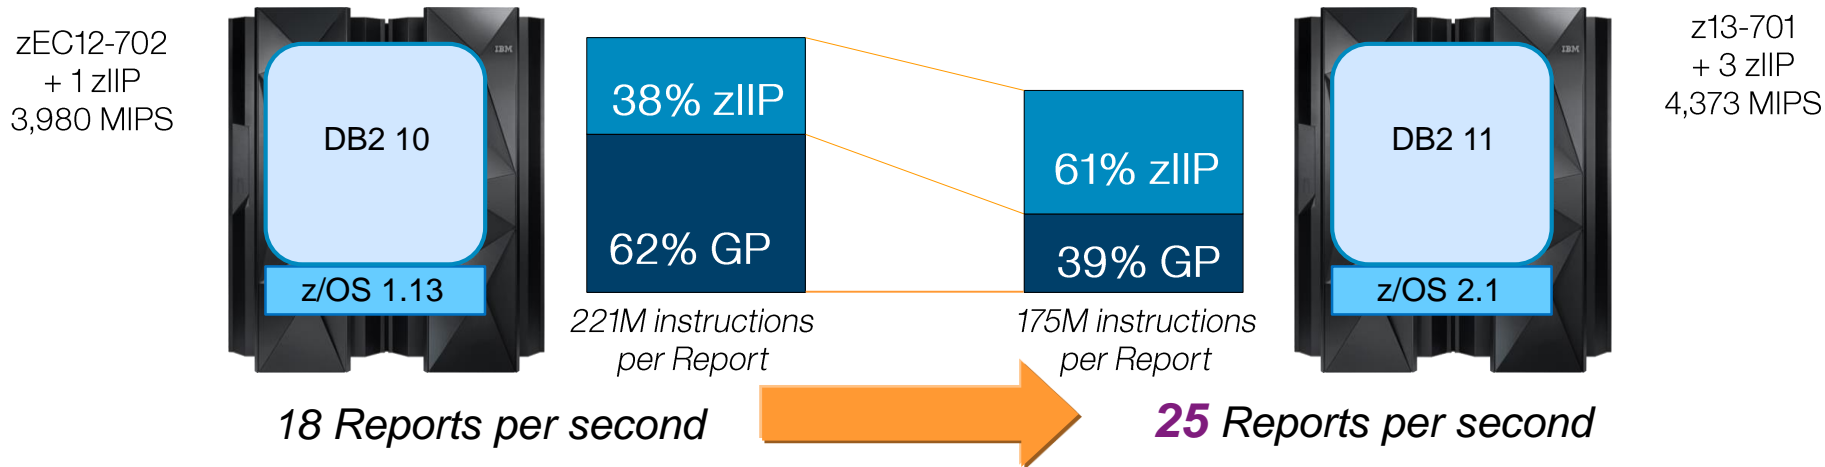 zEC12-702
+ 1 zIIP
3,980 MIPS
IBM
DB2 10
z/OS 1.13
38% zIIP
62% GP
221M instructions
per Report
18 Reports per second
61% zIIP
39% GP
175M instructions
per Report
25 Reports per second
IBM
DB2 11
z/OS 2.1
z13-701
+ 3 zIIP
4,373 MIPS